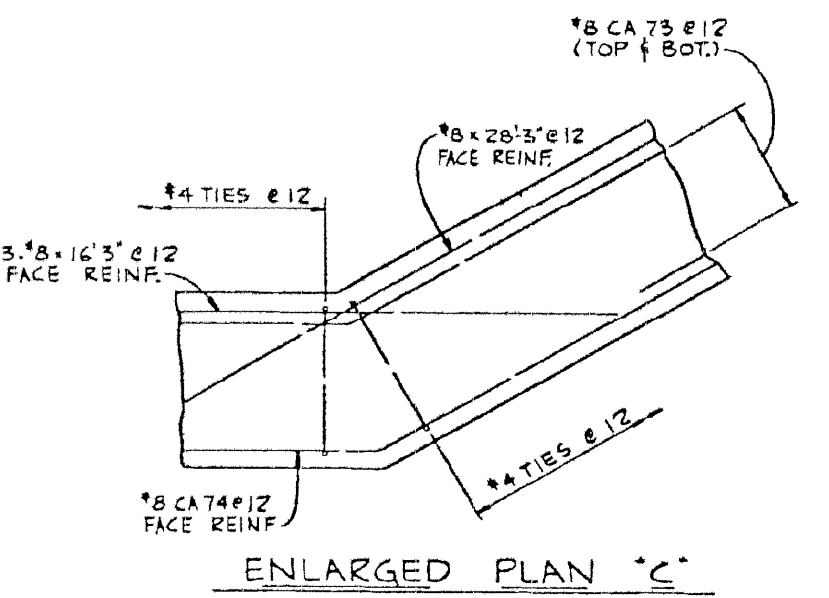 #8 CA 73 @ 12
(TOP & BOT.)
#8 x 28'-3" @ 12
FACE REINF.
#4 TIES @ 12
3-#8 x 16'3" @ 12
FACE REINF.
#4 TIES @ 12
#8 CA 74 @ 12
FACE REINF
ENLARGED PLAN "C"